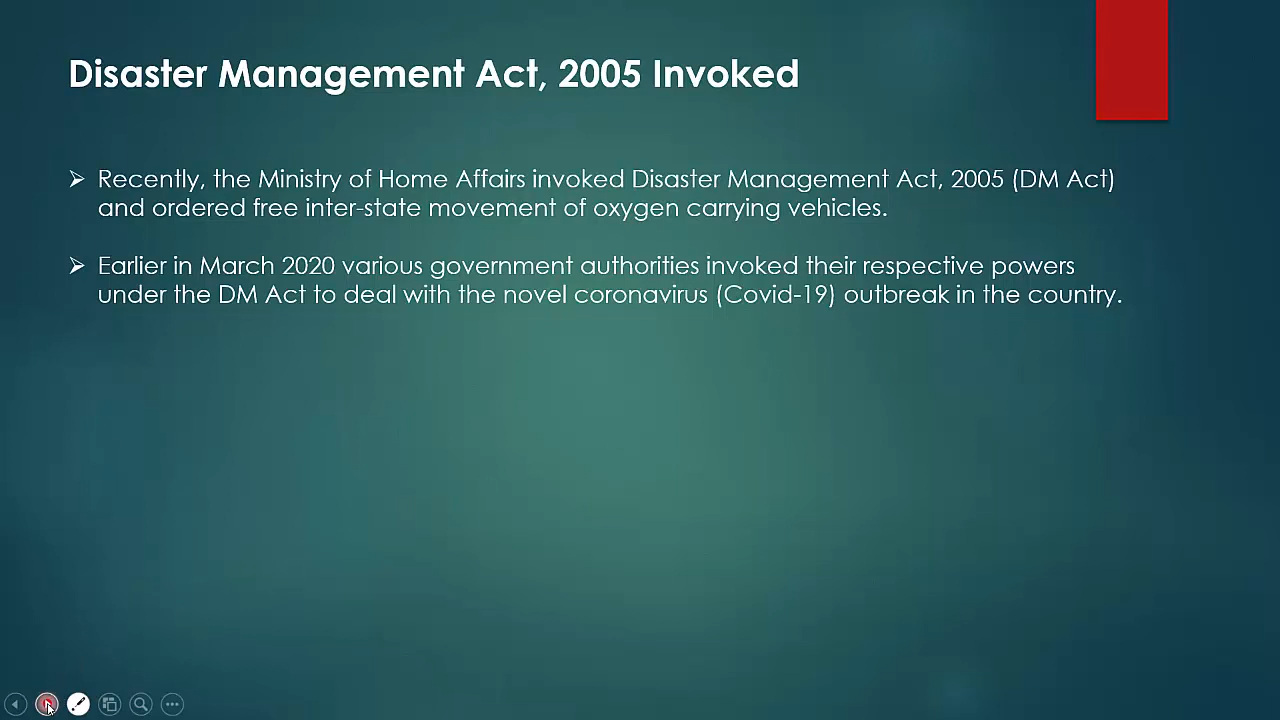 Disaster Management Act, 2005 Invoked
Recently, the Ministry of Home Affairs invoked Disaster Management Act, 2005 (DM Act)
and ordered free inter-state movement of oxygen carrying vehicles.
Earlier in March 2020 various government authorities invoked their respective powers
under the DM Act to deal with the novel coronavirus (Covid-19) outbreak in the country.